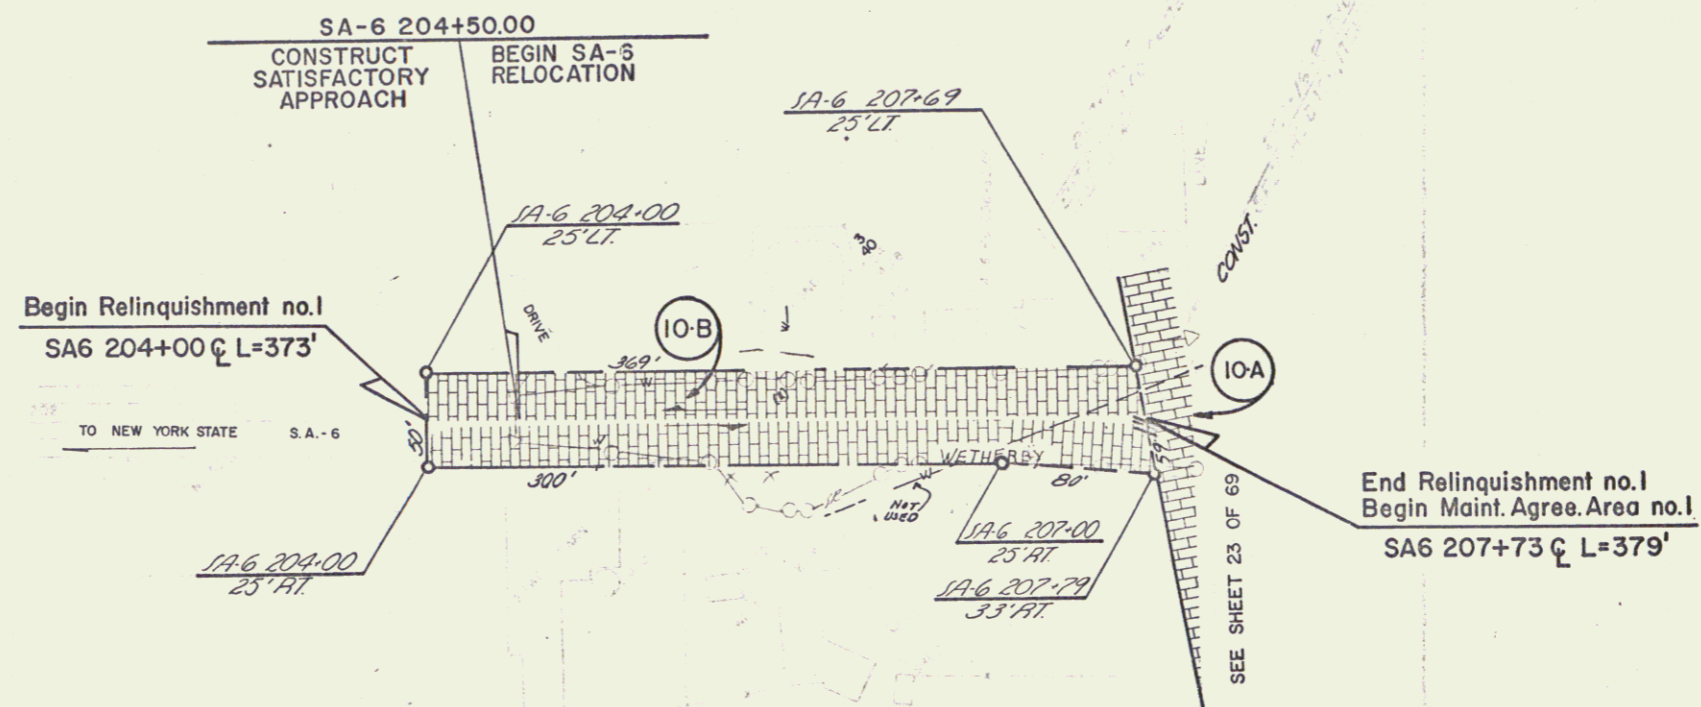 SA-6 204+50.00
CONSTRUCT
SATISFACTORY
APPROACH
BEGIN SA-6
RELOCATION
SA-6 207+69
25' LT.
SA-6 204+00
25' LT.
CONST.
Begin Relinquishment no.1
SA6 204+00 ℄ L=373'
DRIVE
10-B
369'
W
W
10-A
TO NEW YORK STATE S.A.-6
50'
W
WETHERBY
59'
300'
80'
W
NOT
USED
SEE SHEET 23 OF 69
End Relinquishment no.1
Begin Maint. Agree. Area no.1
SA6 207+73 ℄ L=379'
SA-6 204+00
25' RT.
SA-6 207+00
25' RT.
SA-6 207+79
33' RT.